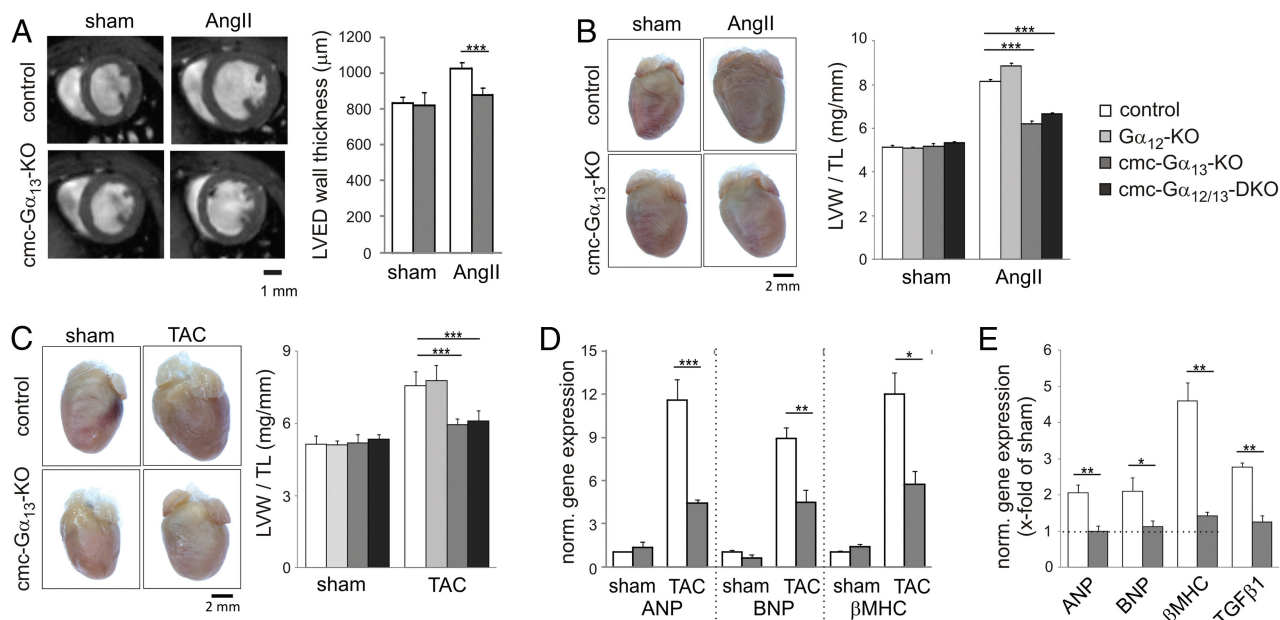 A
sham
AngII
control
cmc-Gα13-KO
1 mm
LVED wall thickness (μm)
1200
1000
800
600
400
200
0
***
sham
AngII
B
sham
AngII
control
cmc-Gα13-KO
2 mm
LVW / TL (mg/mm)
10
8
6
4
2
0
***
***
sham
AngII
control
Gα12-KO
cmc-Gα13-KO
cmc-Gα12/13-DKO
C
sham
TAC
control
cmc-Gα13-KO
2 mm
LVW / TL (mg/mm)
9
6
3
0
***
***
sham
TAC
D
norm. gene expression
15
12
9
6
3
0
***
**
*
sham TAC sham TAC sham TAC
ANP BNP βMHC
E
norm. gene expression
(x-fold of sham)
6
5
4
3
2
1
0
**
*
**
**
ANP
BNP
βMHC
TGFβ1